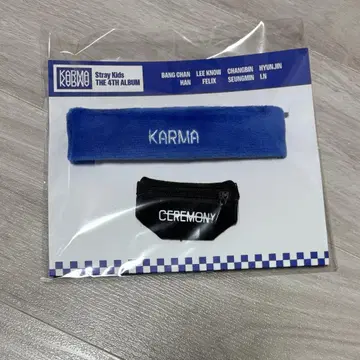 KARMA
KARMA
Stray Kids
THE 4TH ALBUM
BANG CHAN LEE KNOW CHANGBIN HYUNJIN
HAN FELIX SEUNGMIN I.N
KARMA
CEREMONY